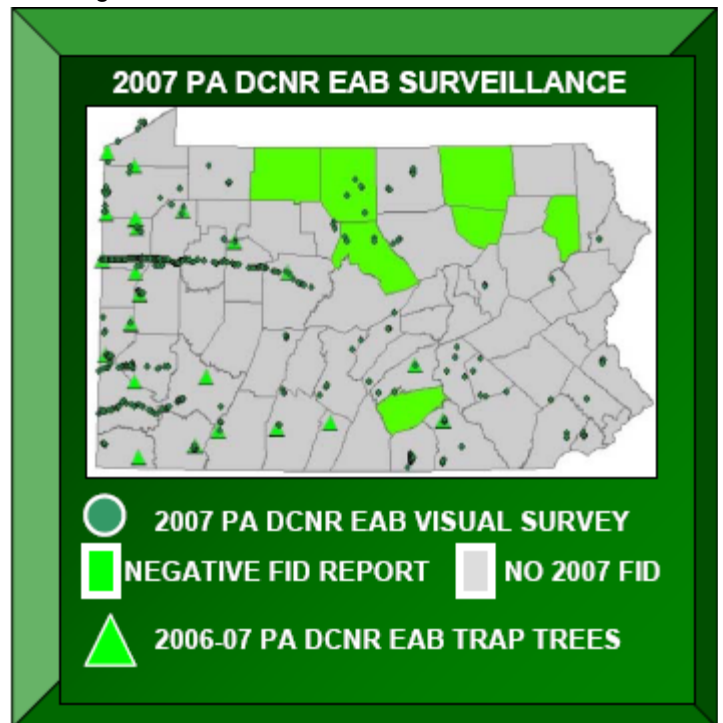 2007 PA DCNR EAB SURVEILLANCE
2007 PA DCNR EAB VISUAL SURVEY
NEGATIVE FID REPORT NO 2007 FID
2006-07 PA DCNR EAB TRAP TREES